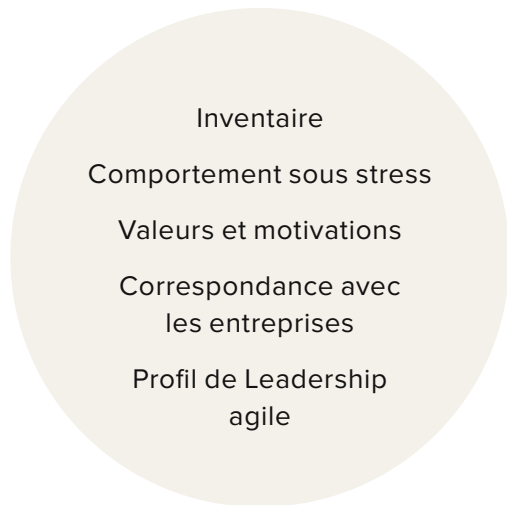 Inventaire
Comportement sous stress
Valeurs et motivations
Correspondance avec
les entreprises
Profil de Leadership
agile